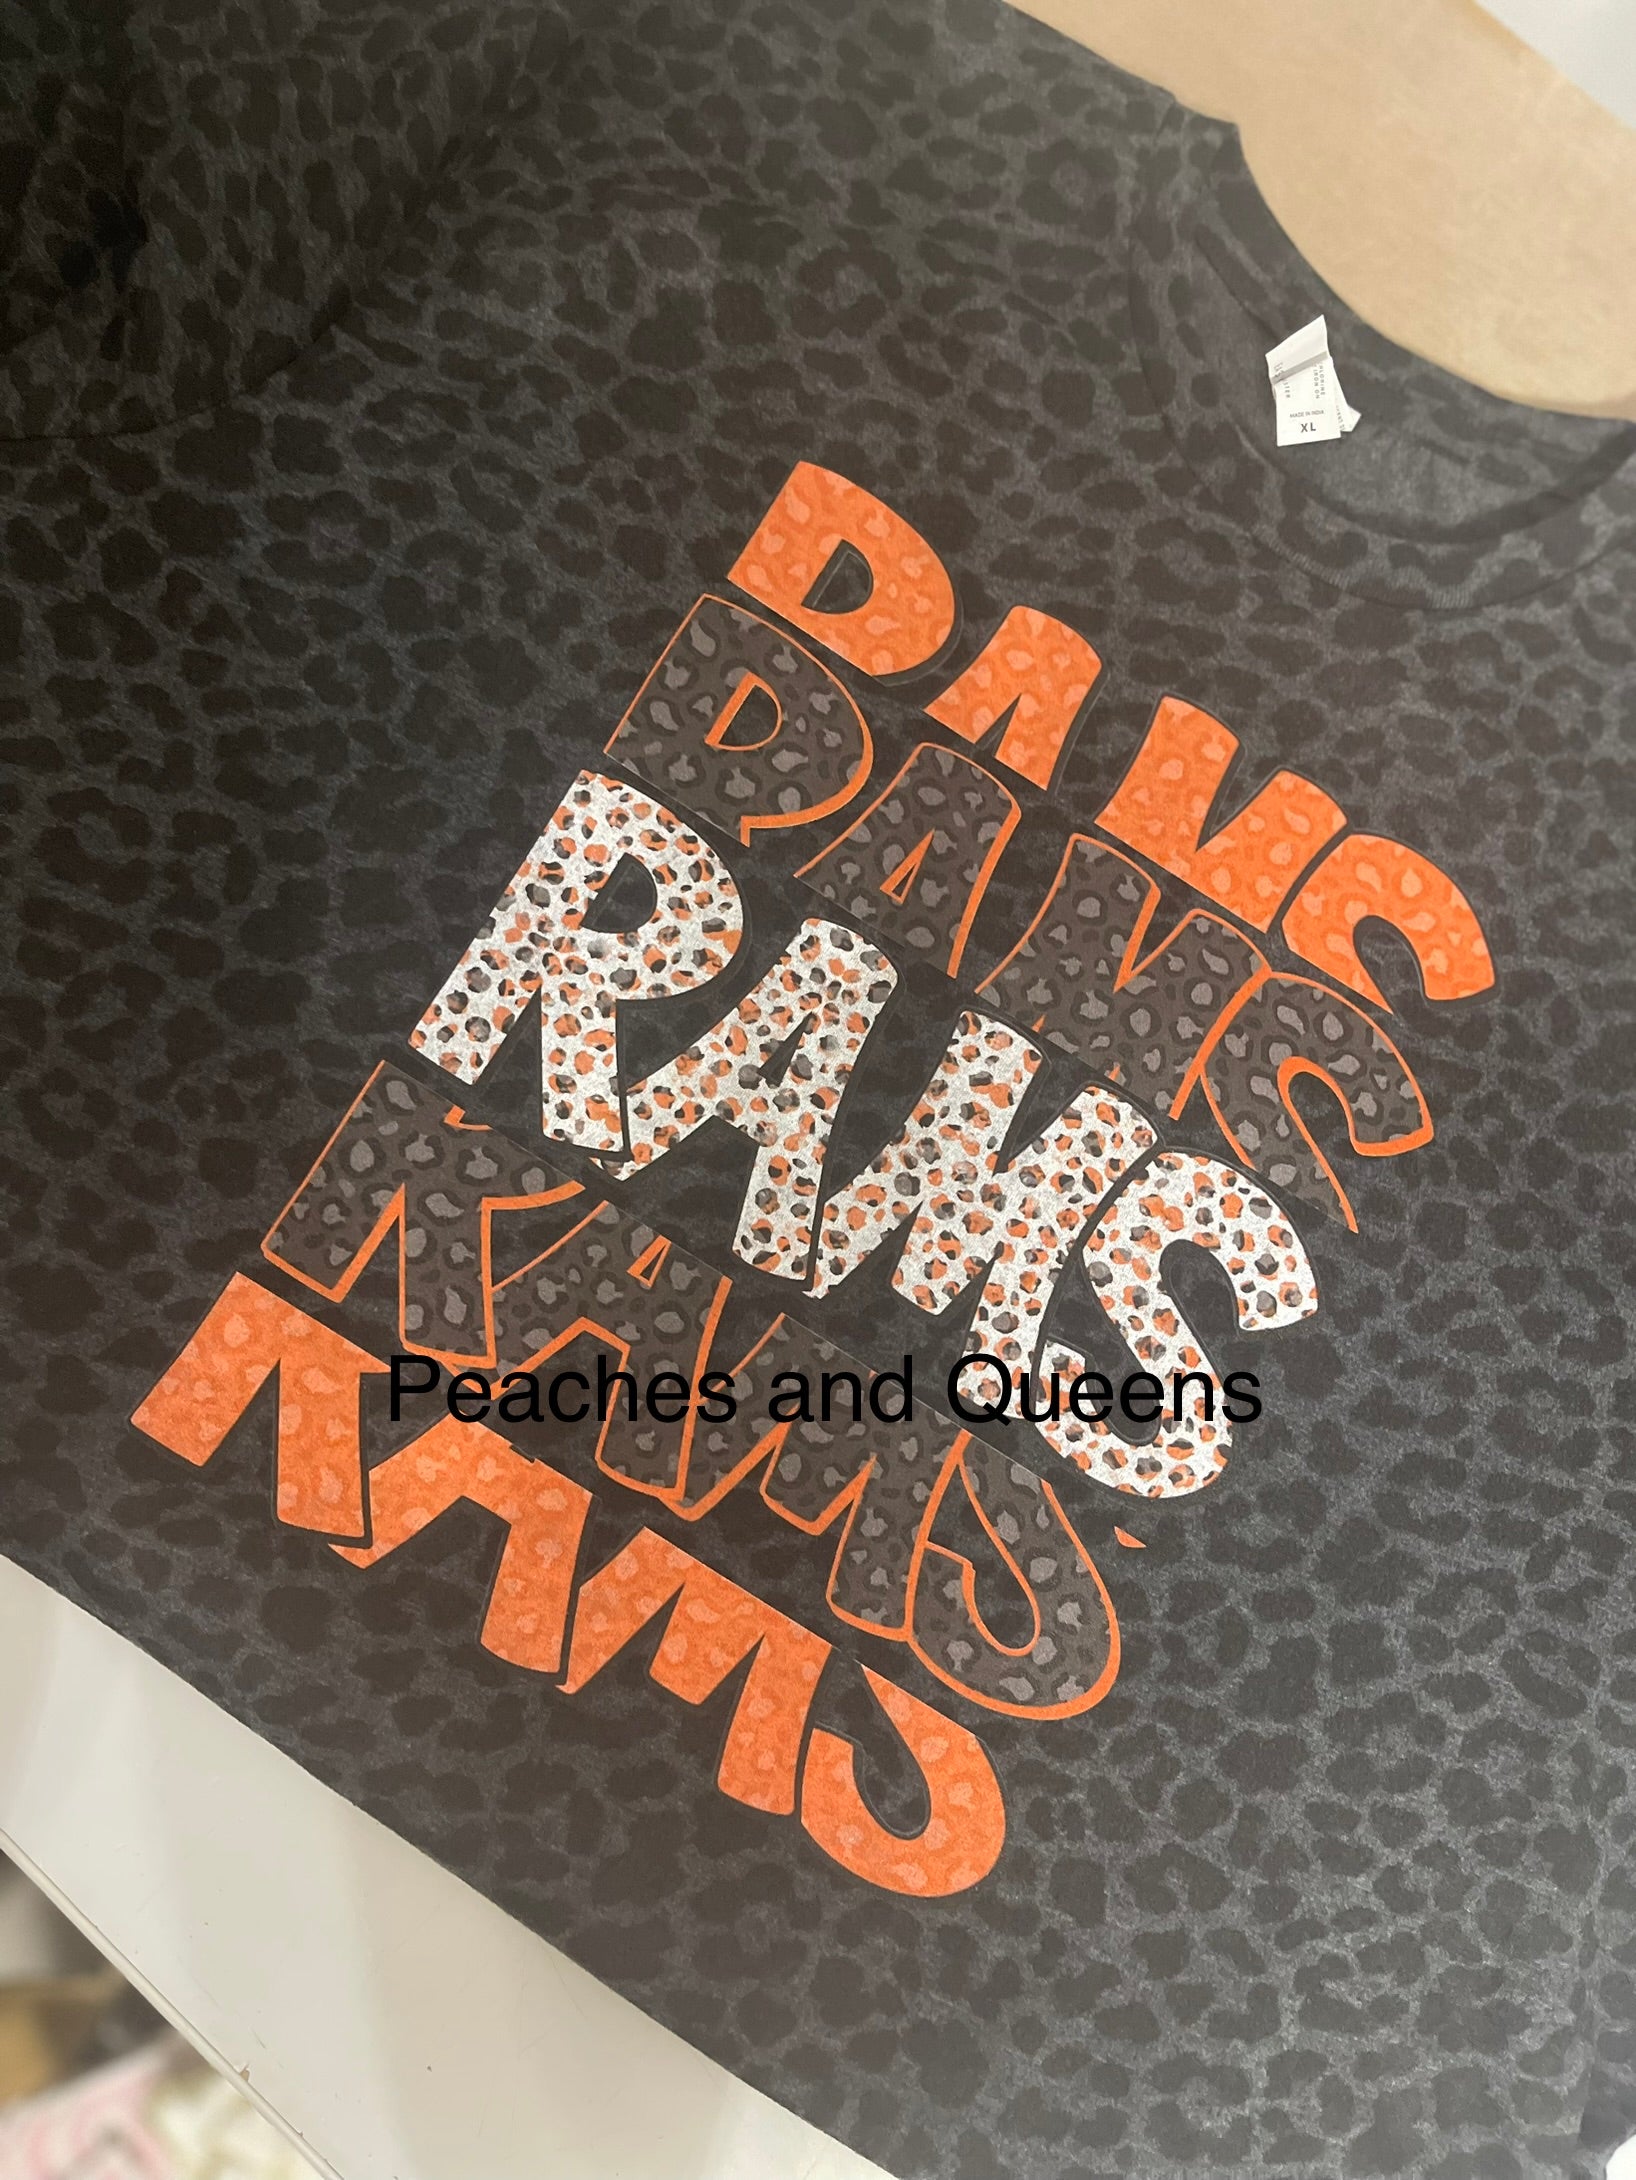 MADE IN INDIA
XL
RAMS
RAMS
RAMS
RAMS
RAMS
Peaches and Queens